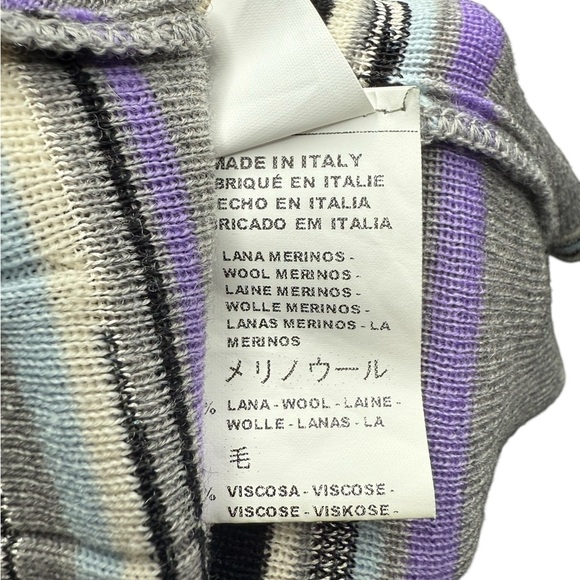 MADE IN ITALY
BRIQUÉ EN ITALIE
ECHO EN ITALIA
BRICADO EM ITALIA
LANA MERINOS -
WOOL MERINOS -
LAINE MERINOS -
WOLLE MERINOS -
LANAS MERINOS - LA
MERINOS
メリノウール
% LANA - WOOL - LAINE -
WOLLE - LANAS - LA
毛
% VISCOSA - VISCOSE -
VISCOSE - VISKOSE -